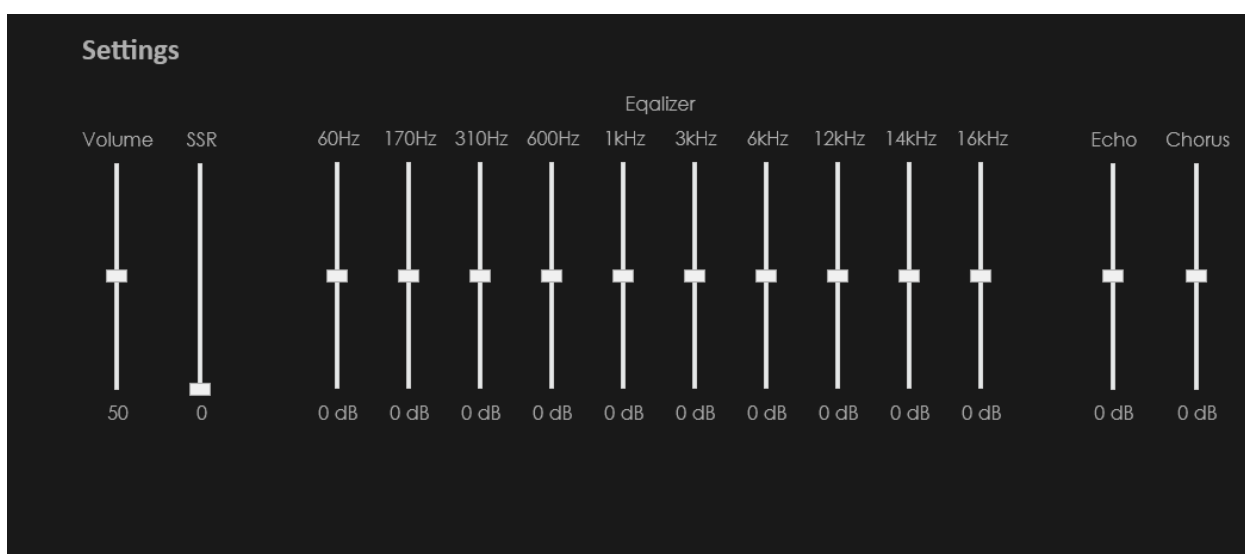 Settings
Eqalizer
Volume SSR 60Hz 170Hz 310Hz 600Hz 1kHz 3kHz 6kHz 12kHz 14kHz 16kHz Echo Chorus
50 0 0 dB 0 dB 0 dB 0 dB 0 dB 0 dB 0 dB 0 dB 0 dB 0 dB 0 dB 0 dB